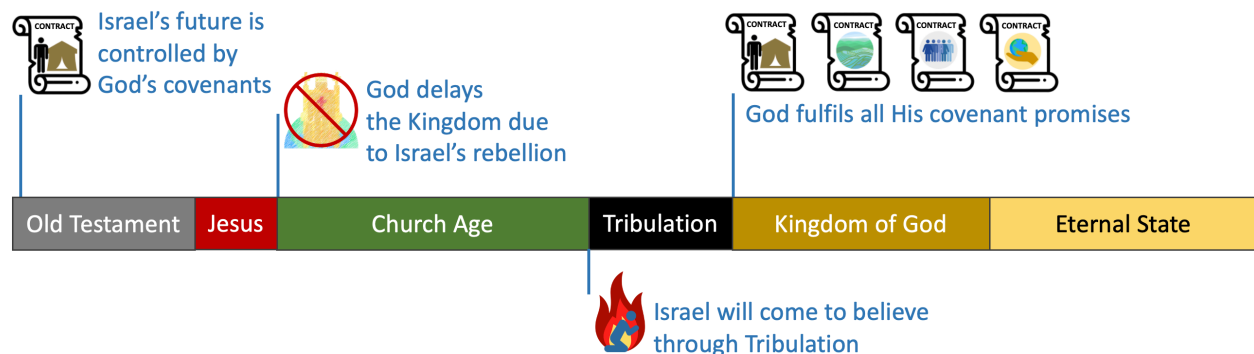 CONTRACT
Israel's future is
controlled by
God's covenants
God delays
the Kingdom due
to Israel's rebellion
CONTRACT
CONTRACT
CONTRACT
CONTRACT
God fulfils all His covenant promises
Old Testament
Jesus
Church Age
Tribulation
Kingdom of God
Eternal State
Israel will come to believe
through Tribulation